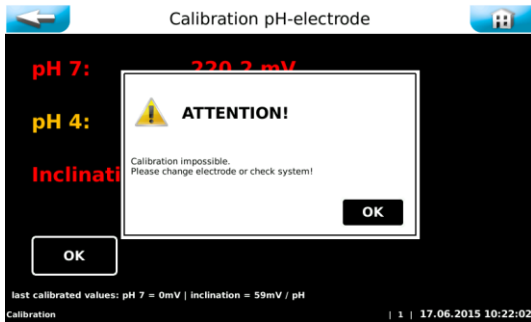 Calibration pH-electrode
pH 7: 220.2 mV
ATTENTION!
pH 4:
Calibration impossible.
Please change electrode or check system!
OK
OK
last calibrated values: pH 7 = 0mV | inclination = 59mV / pH
Calibration | 1 | 17.06.2015 10:22:02